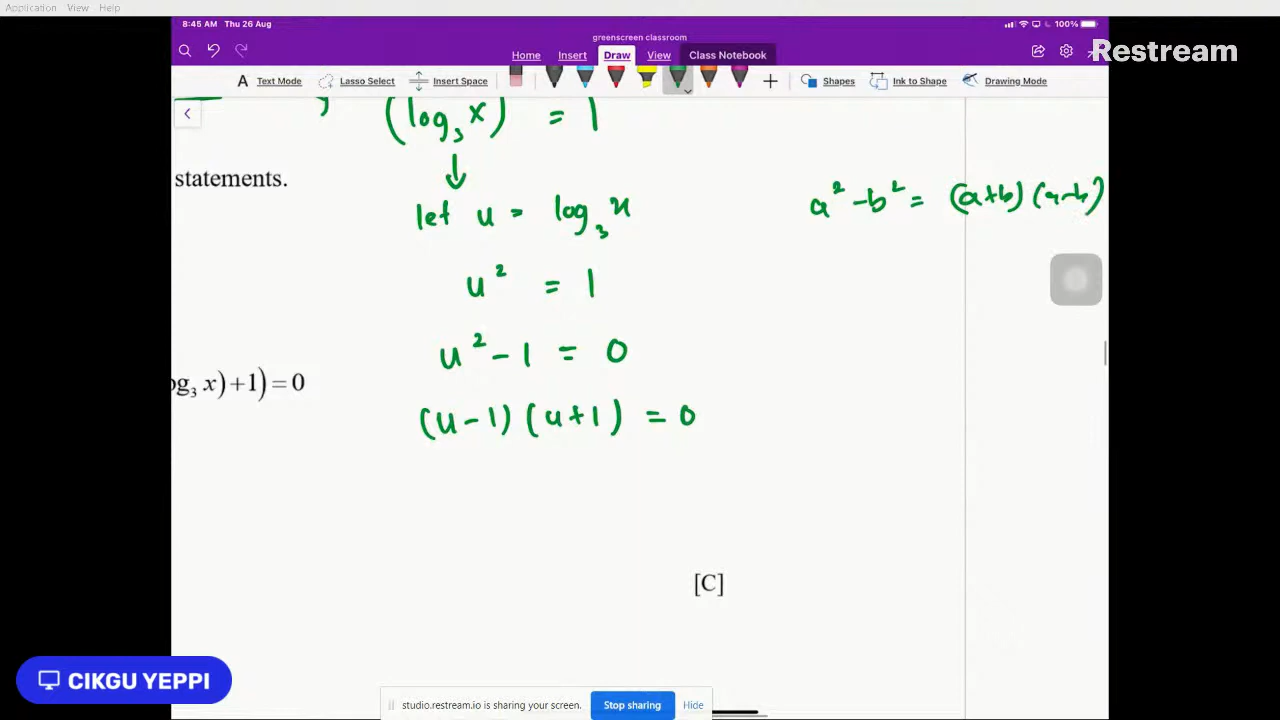 Application View Help
8:45 AM Thu 26 Aug
100%
greenscreen classroom
Home Insert Draw View Class Notebook
Restream
A Text Mode Lasso Select Insert Space Shapes Ink to Shape Drawing Mode
(log₃ x) = 1
statements.
let u = log₃ x
a² - b² = (a+b) (a-b)
u² = 1
u² - 1 = 0
og₃ x) + 1) = 0
(u - 1) (u + 1) = 0
[C]
CIKGU YEPPI
studio.restream.io is sharing your screen. Stop sharing Hide